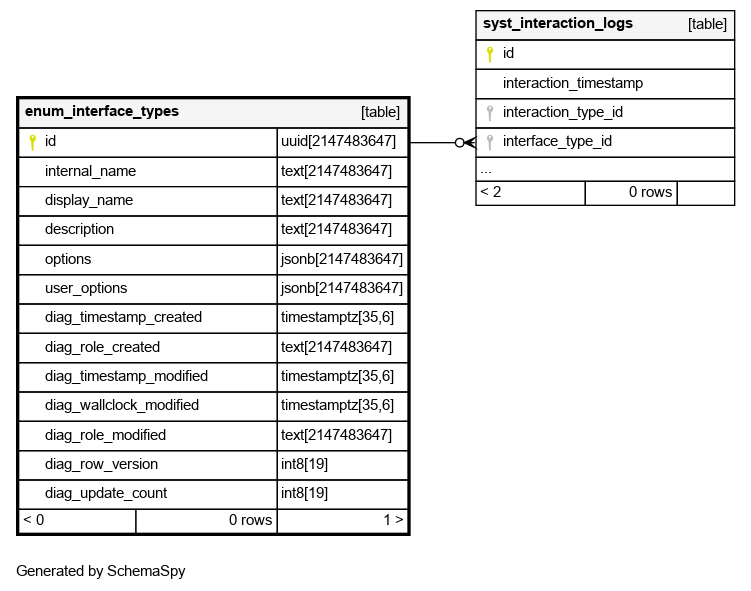 syst_interaction_logs [table]
id
interaction_timestamp
interaction_type_id
interface_type_id
...
< 2 0 rows
enum_interface_types [table]
id uuid[2147483647]
internal_name text[2147483647]
display_name text[2147483647]
description text[2147483647]
options jsonb[2147483647]
user_options jsonb[2147483647]
diag_timestamp_created timestamptz[35,6]
diag_role_created text[2147483647]
diag_timestamp_modified timestamptz[35,6]
diag_wallclock_modified timestamptz[35,6]
diag_role_modified text[2147483647]
diag_row_version int8[19]
diag_update_count int8[19]
< 0 0 rows 1 >
Generated by SchemaSpy